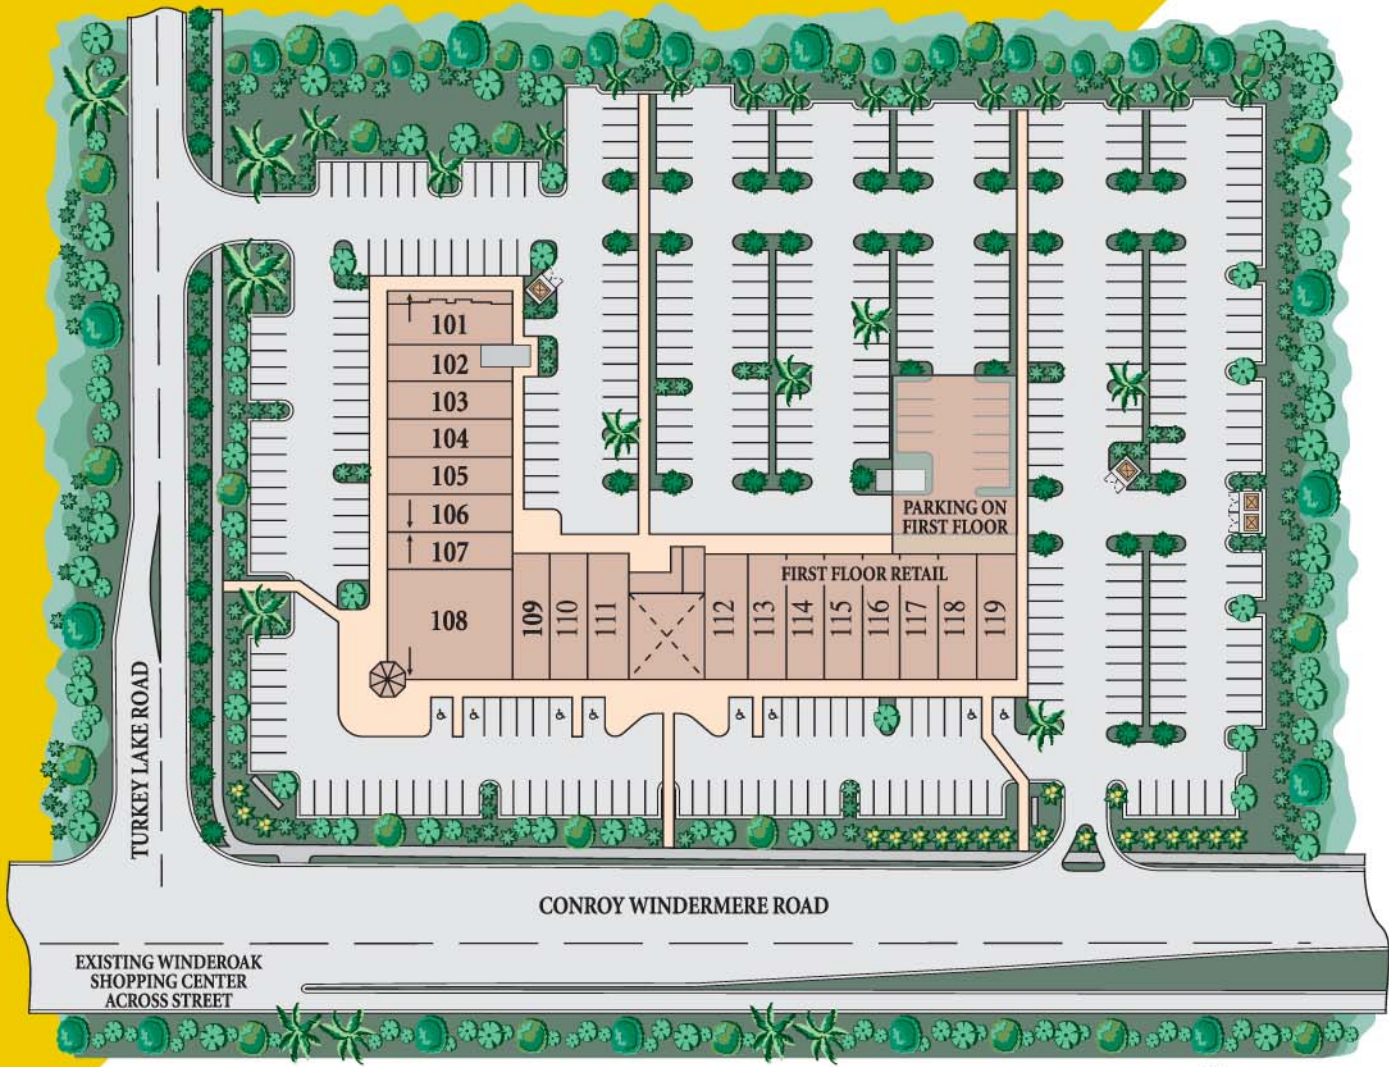 101
102
103
104
105
106
107
108
109
110
111
112
113
114
115
116
117
118
119
PARKING ON
FIRST FLOOR
FIRST FLOOR RETAIL
TURKEY LAKE ROAD
CONROY WINDERMERE ROAD
EXISTING WINDEROAK
SHOPPING CENTER
ACROSS STREET